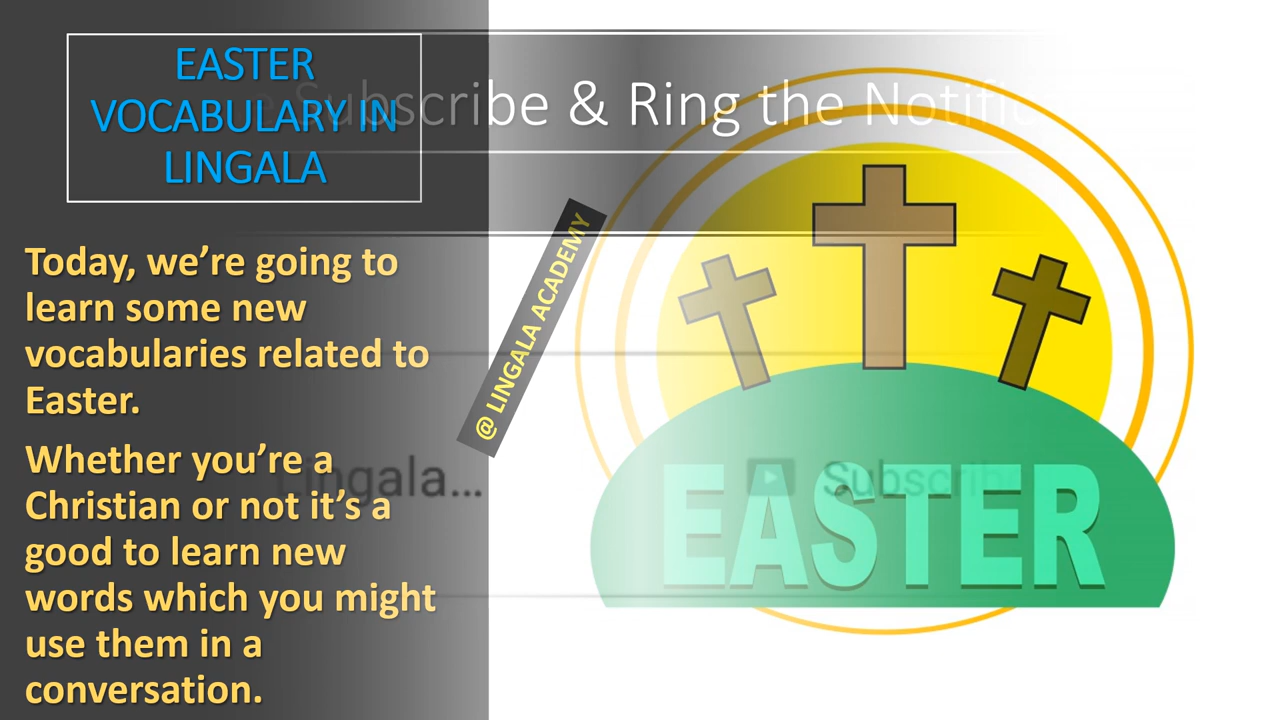 EASTER
VOCABULARY IN
LINGALA
Subscribe & Ring the Notific
Today, we’re going to
learn some new
vocabularies related to
Easter.
Whether you’re a
Christian or not it’s a
good to learn new
words which you might
use them in a
conversation.
@ LINGALA ACADEMY
Lingala...
Subscribe
EASTER